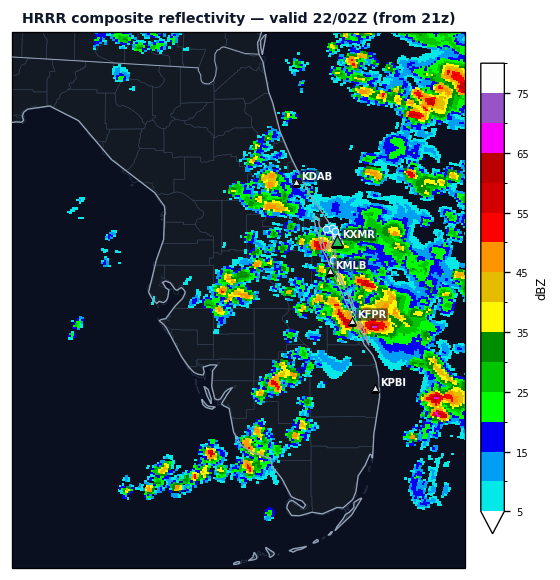 HRRR composite reflectivity — valid 22/02Z (from 21z)
KDAB
KXMR
KMLB
KFPR
KPBI
75
65
55
45
35
25
15
5
dBZ